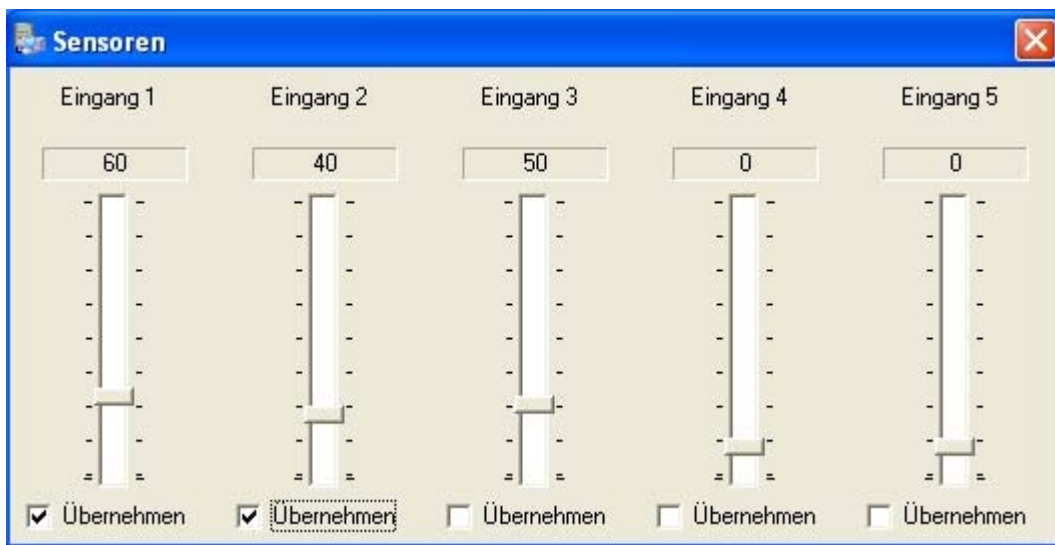 Sensoren
Eingang 1 Eingang 2 Eingang 3 Eingang 4 Eingang 5
60 40 50 0 0
Übernehmen Übernehmen Übernehmen Übernehmen Übernehmen